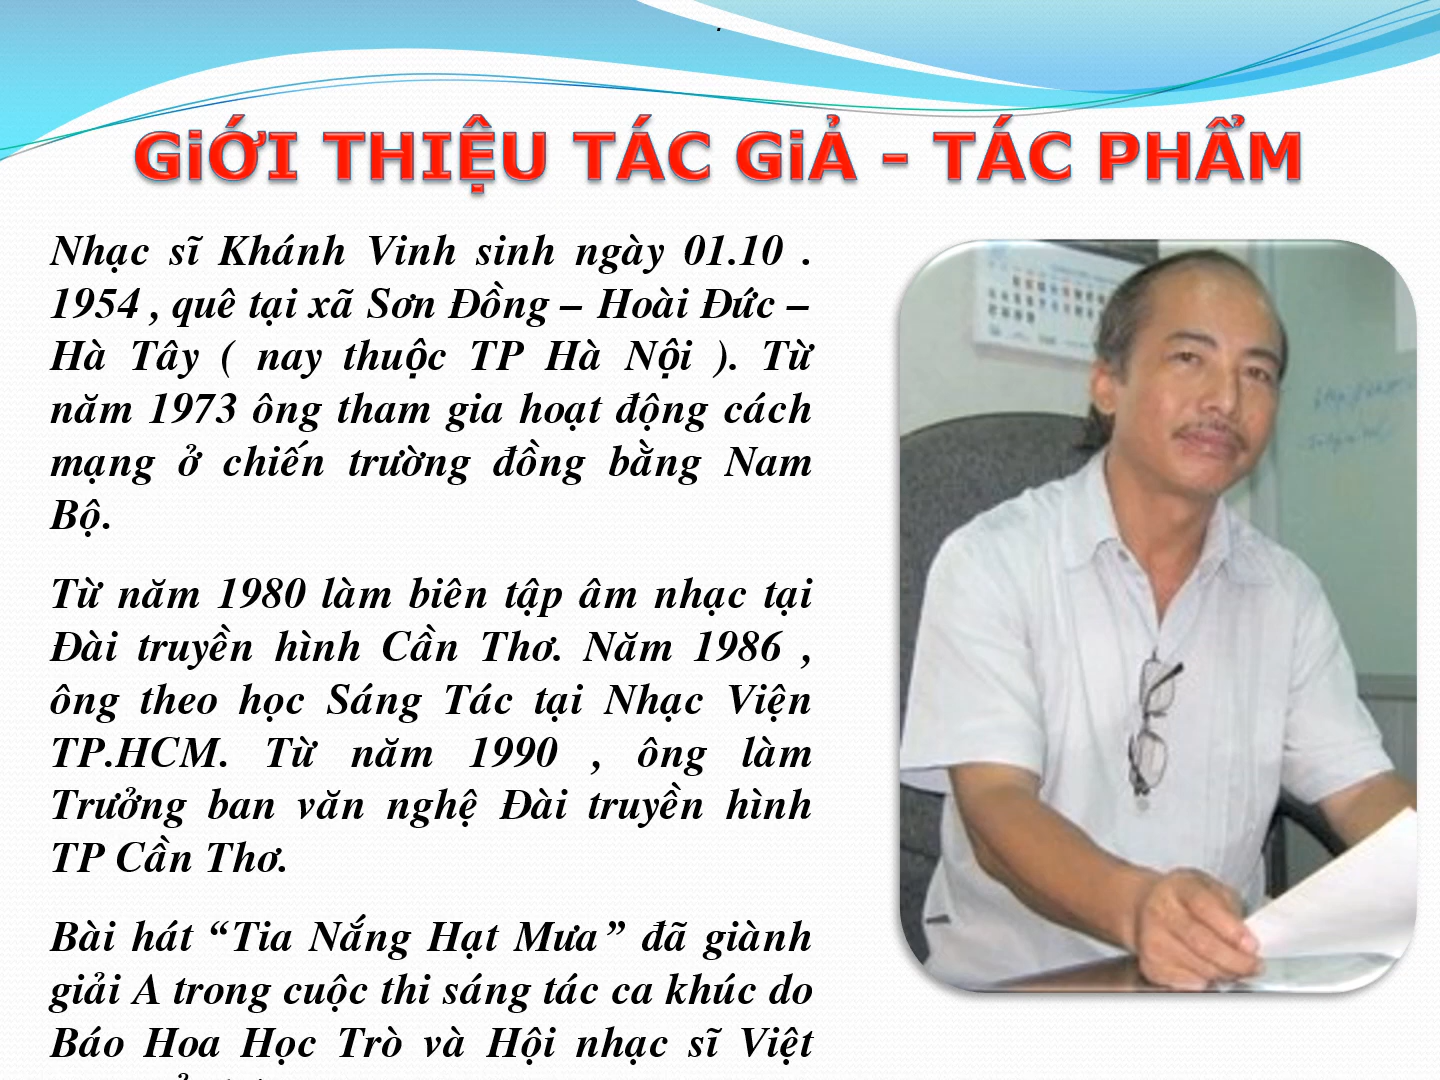 GiỚI THIỆU TÁC GiẢ - TÁC PHẨM
Nhạc sĩ Khánh Vinh sinh ngày 01.10 .
1954 , quê tại xã Sơn Đồng – Hoài Đức –
Hà Tây ( nay thuộc TP Hà Nội ). Từ
năm 1973 ông tham gia hoạt động cách
mạng ở chiến trường đồng bằng Nam
Bộ.
Từ năm 1980 làm biên tập âm nhạc tại
Đài truyền hình Cần Thơ. Năm 1986 ,
ông theo học Sáng Tác tại Nhạc Viện
TP.HCM. Từ năm 1990 , ông làm
Trưởng ban văn nghệ Đài truyền hình
TP Cần Thơ.
Bài hát “Tia Nắng Hạt Mưa” đã giành
giải A trong cuộc thi sáng tác ca khúc do
Báo Hoa Học Trò và Hội nhạc sĩ Việt